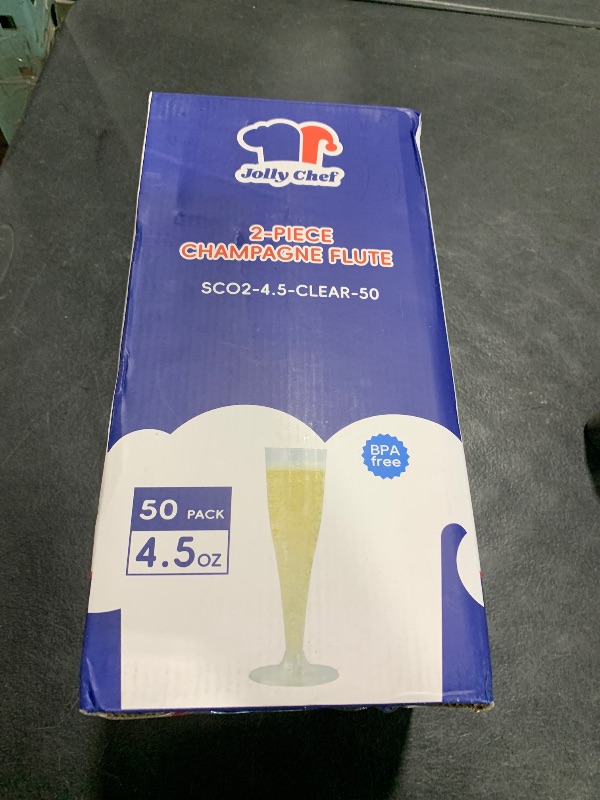 Jolly Chef
2-PIECE
CHAMPAGNE FLUTE
SCO2-4.5-CLEAR-50
BPA
free
50 PACK
4.5OZ